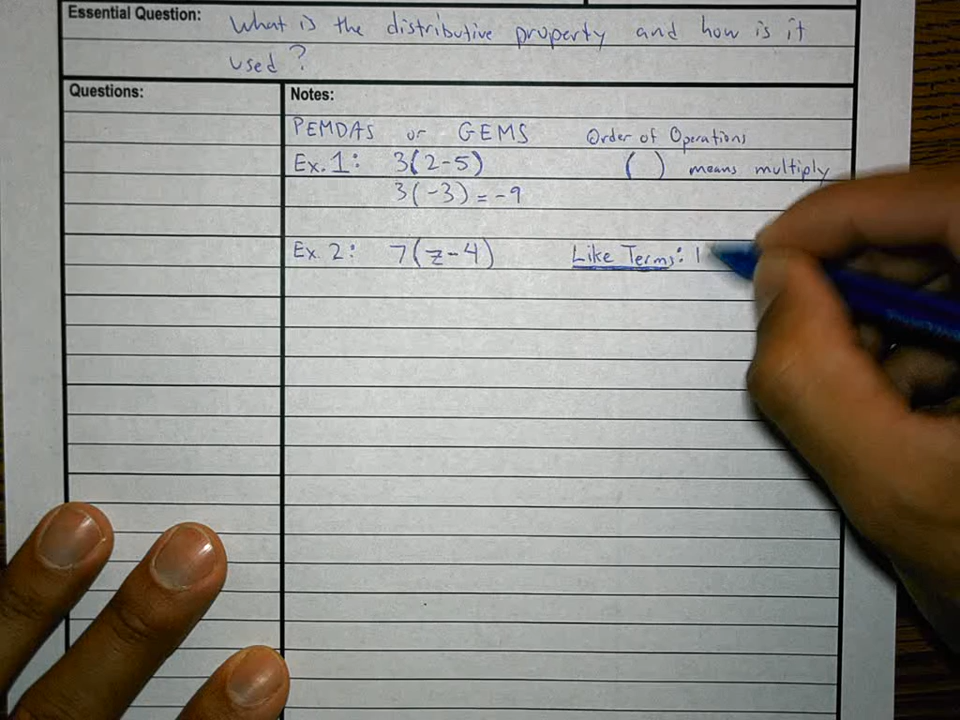 Essential Question: What is the distributive property and how is it
used?
Questions: Notes:
PEMDAS or GEMS Order of Operations
Ex. 1: 3(2-5) ( ) means multiply
3(-3) = -9
Ex. 2: 7(z-4) Like Terms: 1